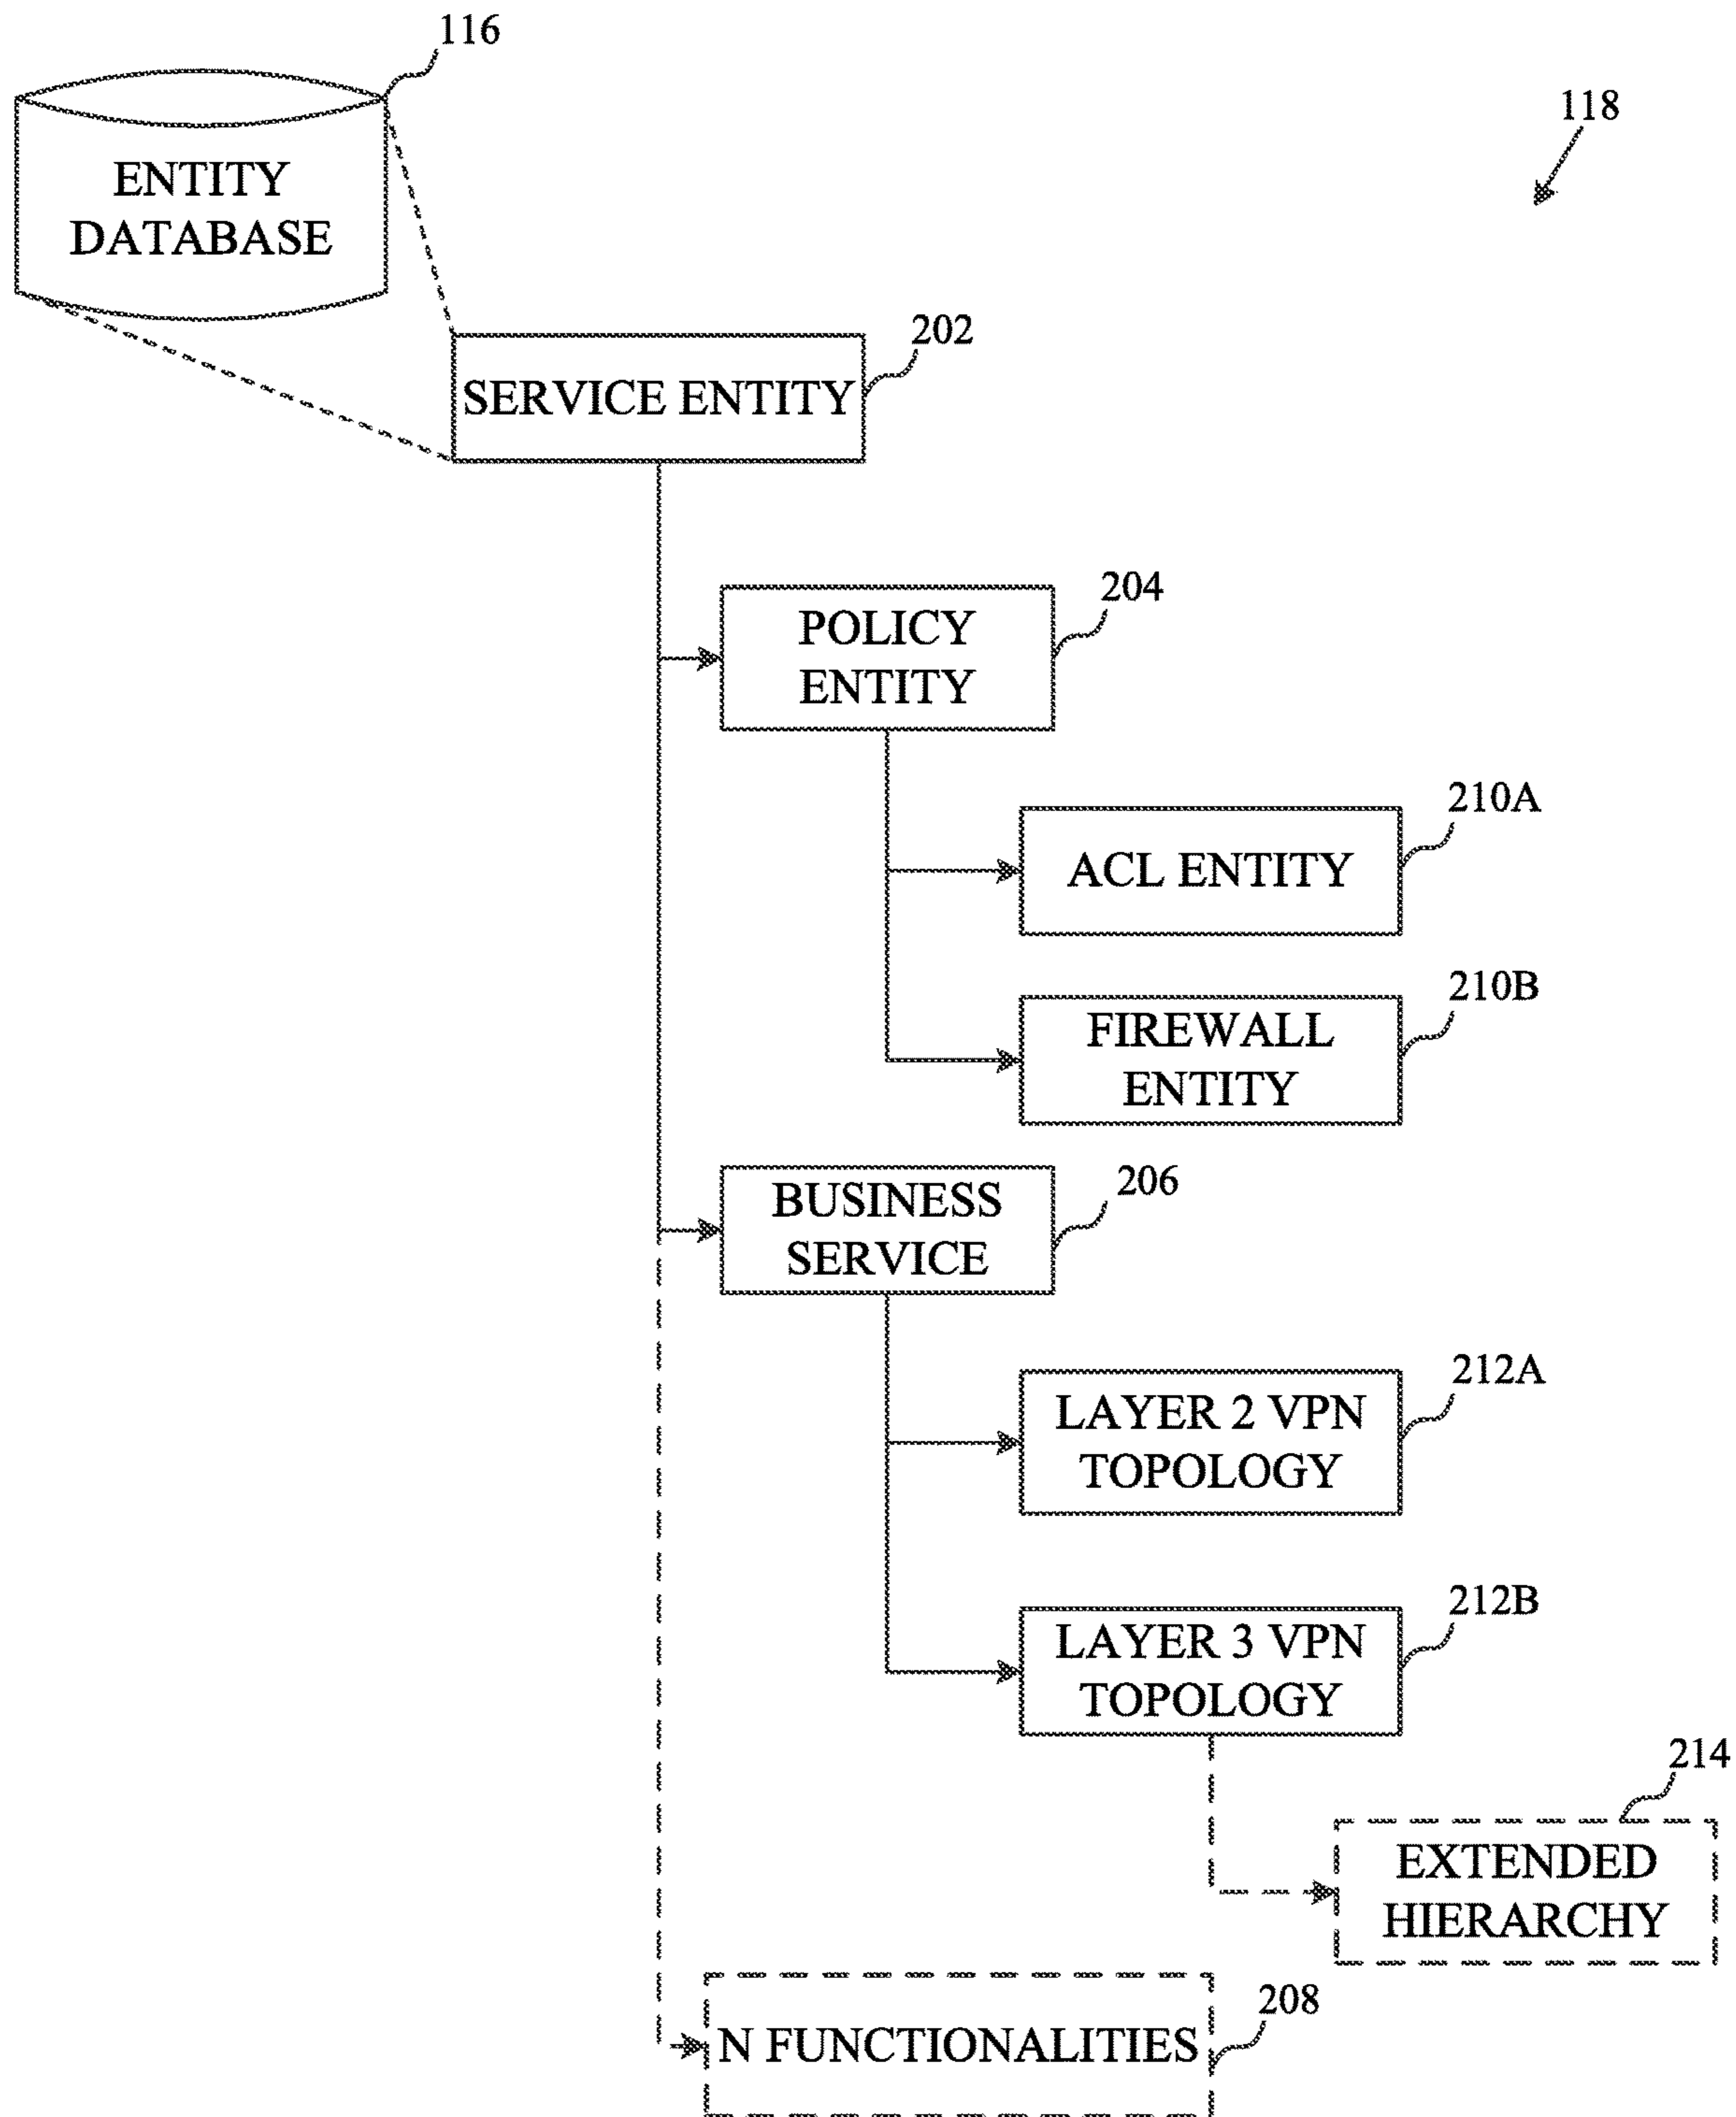 116
118
ENTITY
DATABASE
202
SERVICE ENTITY
204
POLICY
ENTITY
210A
ACL ENTITY
210B
FIREWALL
ENTITY
206
BUSINESS
SERVICE
212A
LAYER 2 VPN
TOPOLOGY
212B
LAYER 3 VPN
TOPOLOGY
214
EXTENDED
HIERARCHY
208
N FUNCTIONALITIES